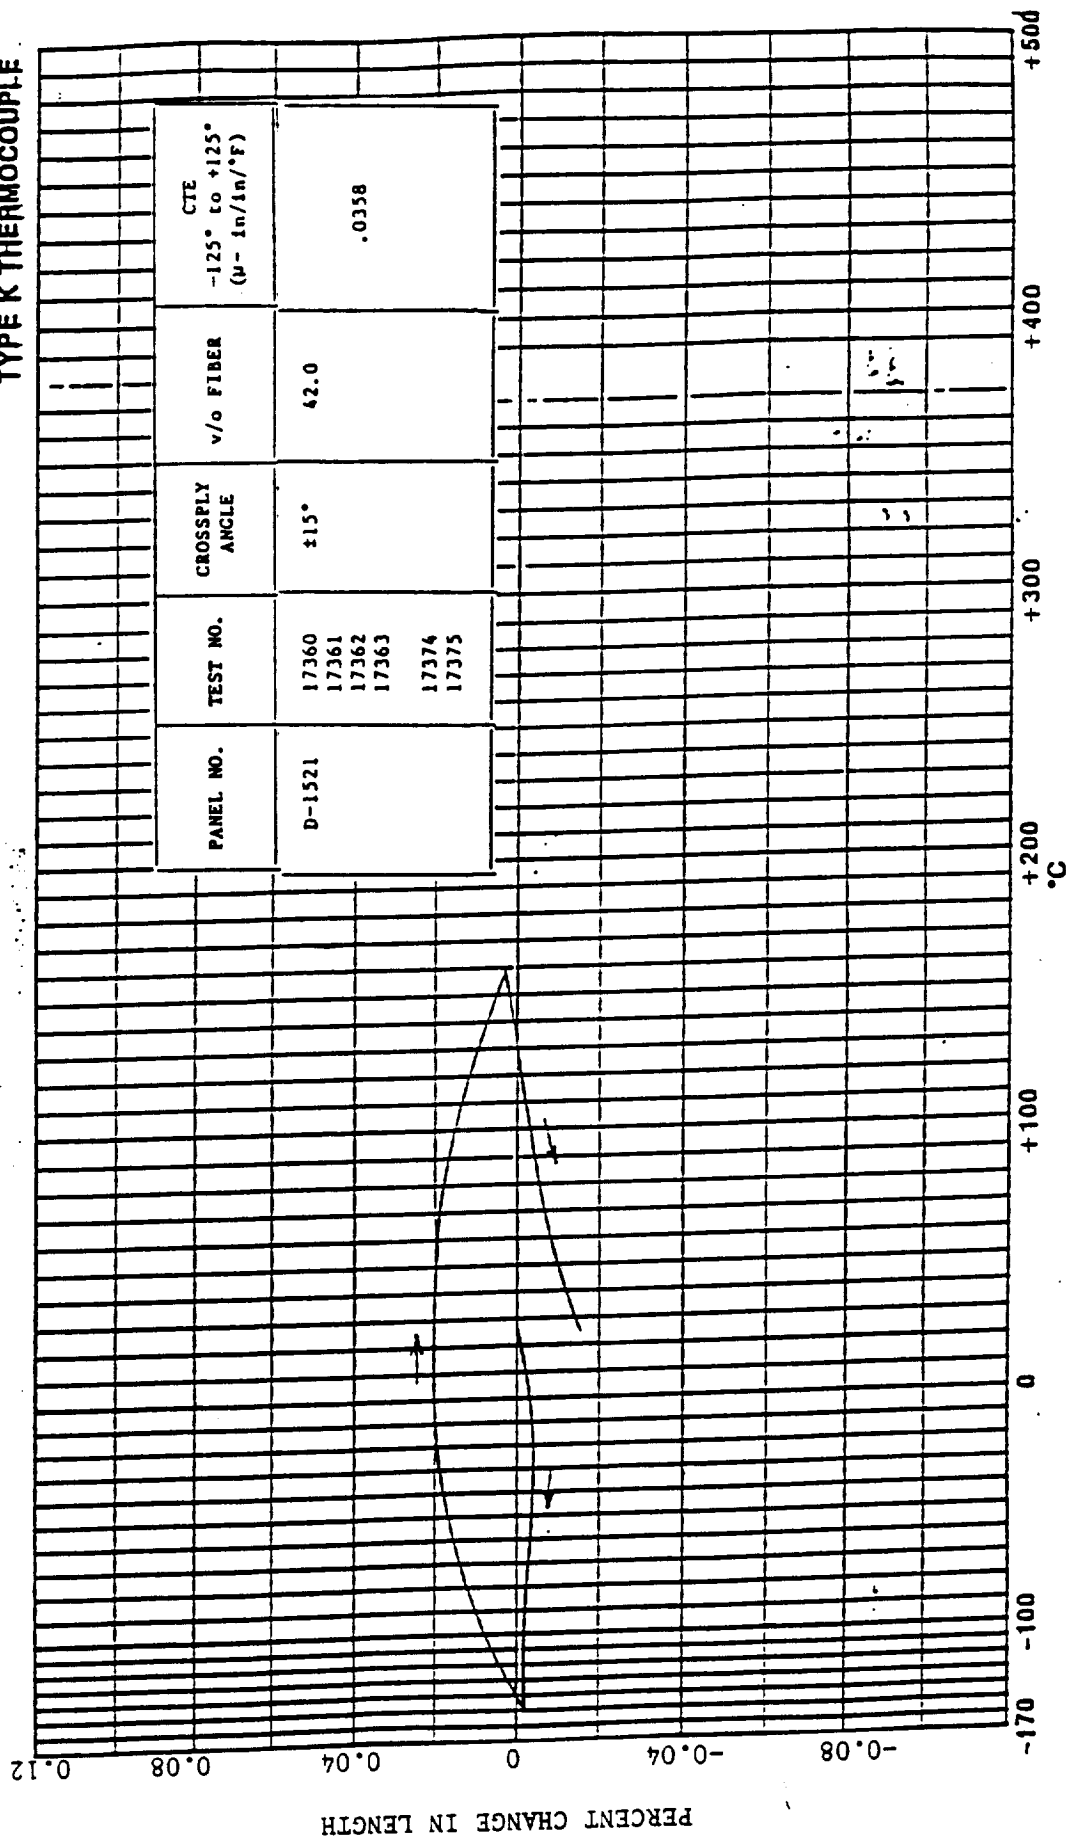 TYPE K THERMOCOUPLE
PANEL NO.
TEST NO.
CROSSPLY
ANGLE
v/o FIBER
CTE
-125° to +125°
(μ- in/in/°F)
D-1521
17360
17361
17362
17363
17374
17375
±15°
42.0
.0358
PERCENT CHANGE IN LENGTH
0.12
0.08
0.04
0
-0.04
-0.08
-170
-100
0
+100
+200
+300
+400
+500
°C